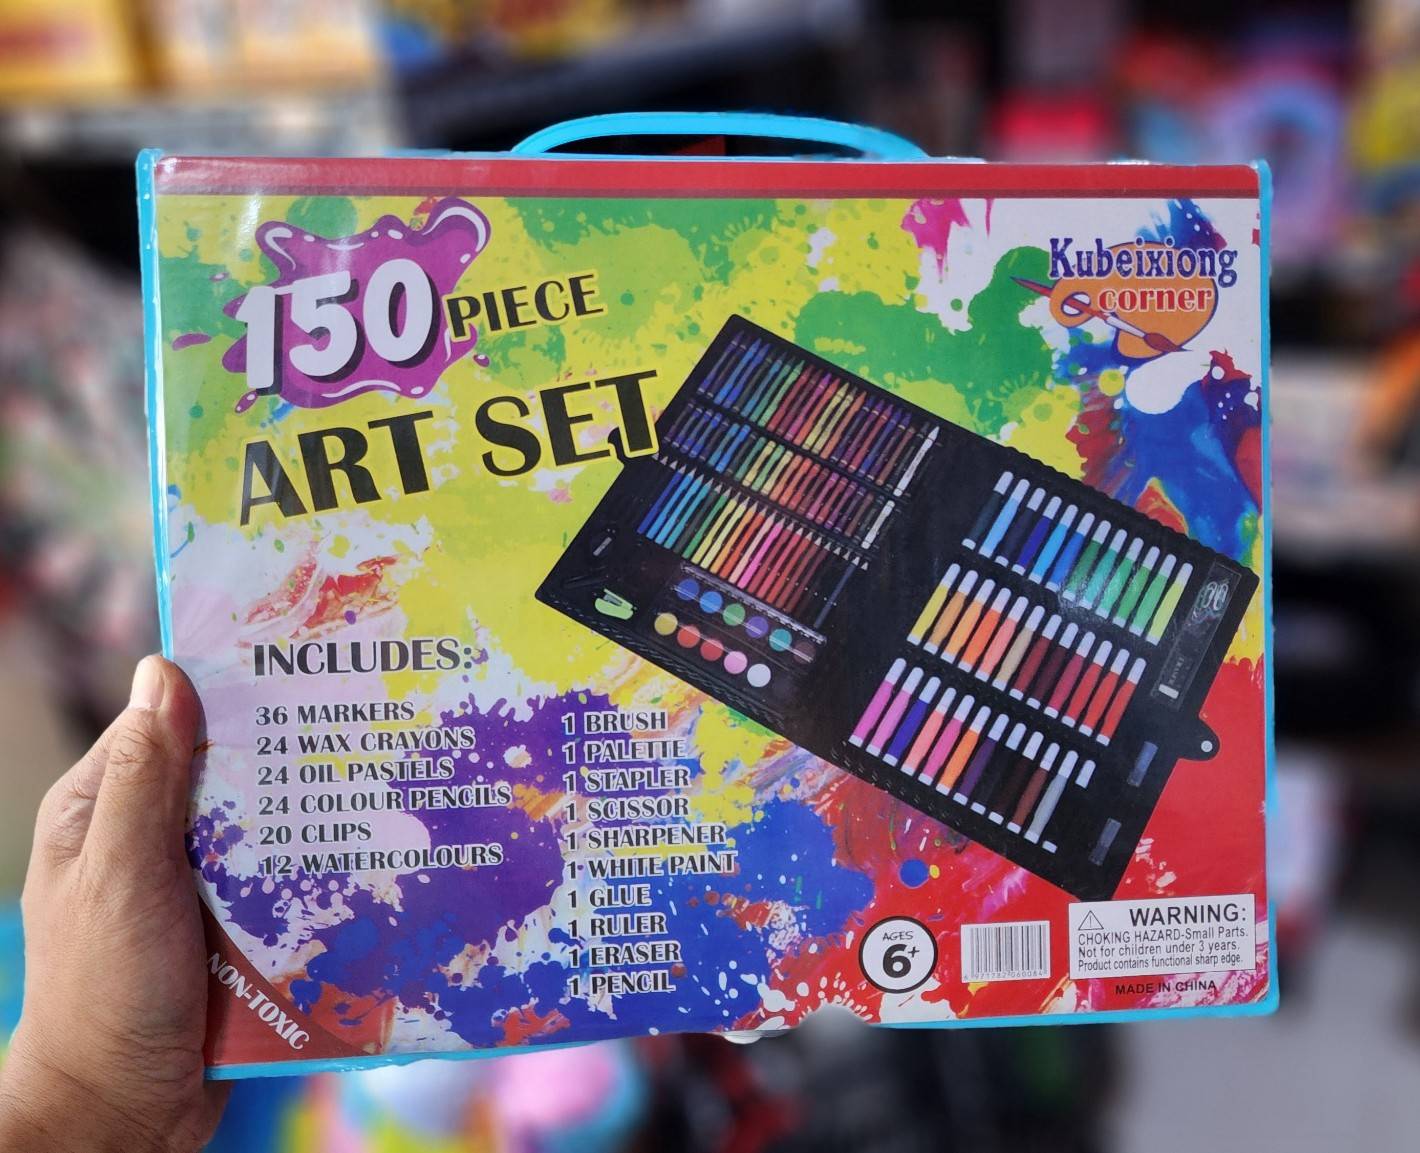 150 PIECE
ART SET
Kubeixiong
corner
INCLUDES:
36 MARKERS
24 WAX CRAYONS
24 OIL PASTELS
24 COLOUR PENCILS
20 CLIPS
12 WATERCOLOURS
1 BRUSH
1 PALETTE
1 STAPLER
1 SCISSOR
1 SHARPENER
1 WHITE PAINT
1 GLUE
1 RULER
1 ERASER
1 PENCIL
NON-TOXIC
AGES
6+
6 971782 060084
WARNING:
CHOKING HAZARD-Small Parts.
Not for children under 3 years.
Product contains functional sharp edge.
MADE IN CHINA